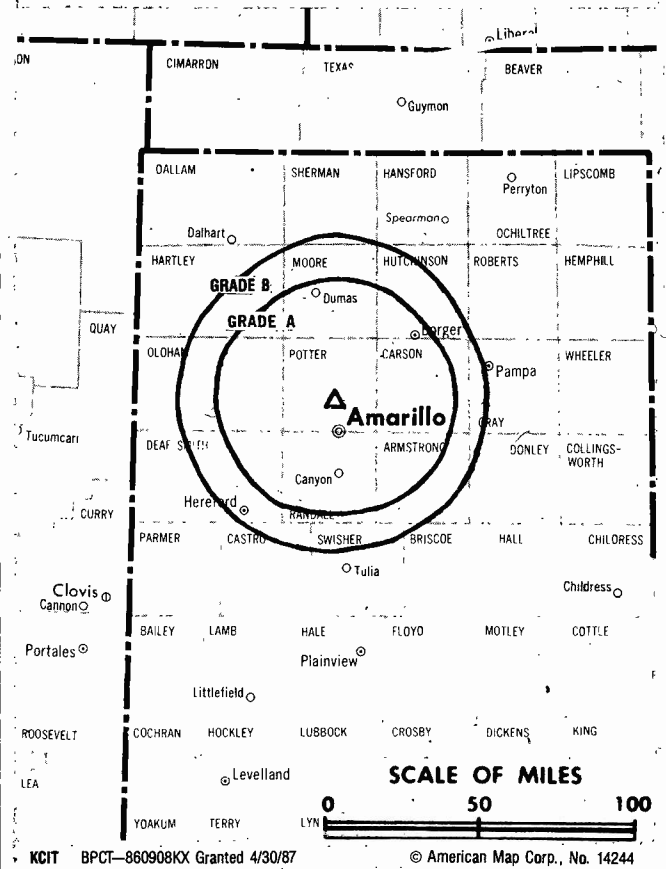 Liberal
ON
CIMARRON
TEXAS
BEAVER
Guymon
DALLAM
SHERMAN
HANSFORD
LIPSCOMB
Perryton
Spearman
OCHILTREE
Dalhart
HARTLEY
MOORE
HUTCHINSON
ROBERTS
HEMPHILL
GRADE B
Dumas
GRADE A
QUAY
Borger
OLDHAM
POTTER
CARSON
WHEELER
Pampa
Amarillo
GRAY
Tucumcari
DEAF SMITH
ARMSTRONG
DONLEY
COLLINGS-
WORTH
Canyon
Hereford
RANDALL
CURRY
PARMER
CASTRO
SWISHER
BRISCOE
HALL
CHILDRESS
Tulia
Clovis
Cannon
Childress
BAILEY
LAMB
HALE
FLOYD
MOTLEY
COTTLE
Portales
Plainview
Littlefield
ROOSEVELT
COCHRAN
HOCKLEY
LUBBOCK
CROSBY
DICKENS
KING
Levelland
SCALE OF MILES
LEA
0 50 100
YOAKUM
TERRY
LYN
KCIT BPCT—860908KX Granted 4/30/87
© American Map Corp., No. 14244